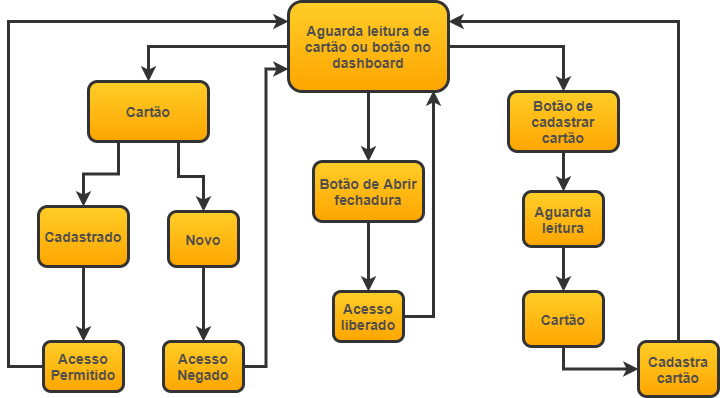 Aguarda leitura de
cartão ou botão no
dashboard
Cartão
Cadastrado
Novo
Acesso
Permitido
Acesso
Negado
Botão de Abrir
fechadura
Acesso
liberado
Botão de
cadastrar
cartão
Aguarda
leitura
Cartão
Cadastra
cartão